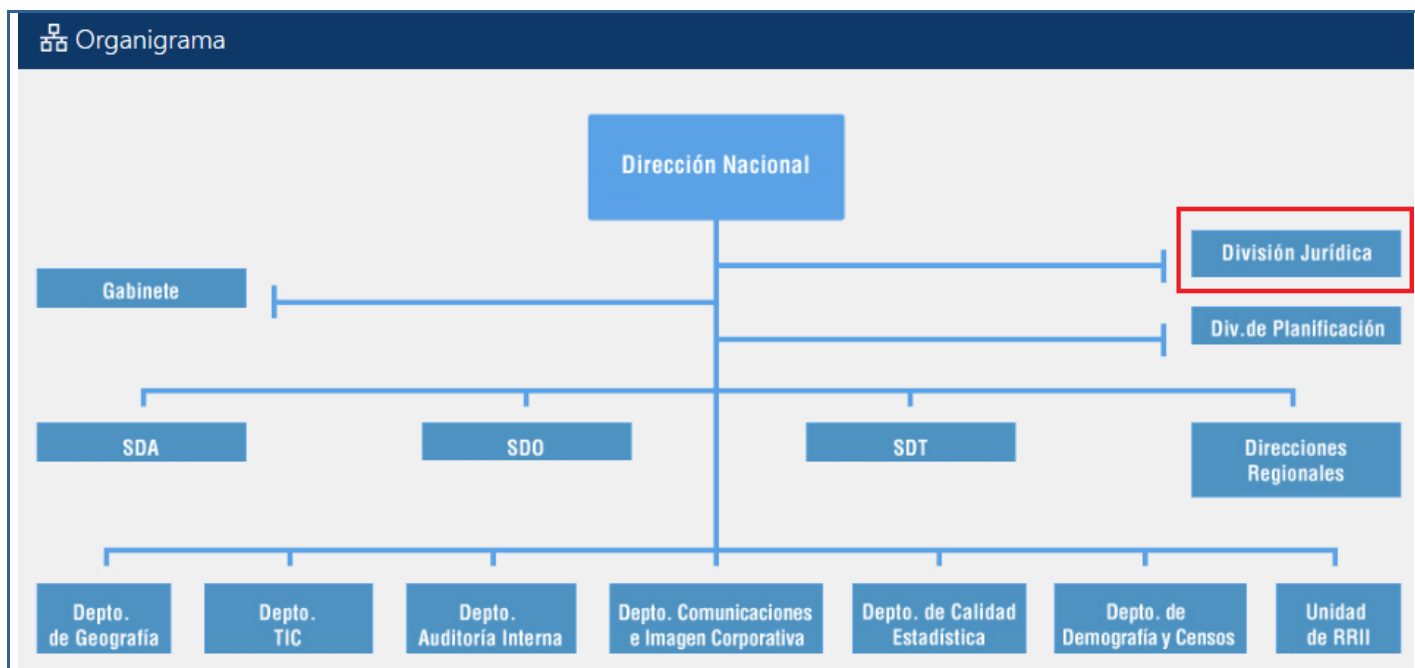 Organigrama
Dirección Nacional
División Jurídica
Gabinete
Div.de Planificación
SDA
SDO
SDT
Direcciones
Regionales
Depto.
de Geografía
Depto.
TIC
Depto.
Auditoría Interna
Depto. Comunicaciones
e Imagen Corporativa
Depto. de Calidad
Estadística
Depto. de
Demografía y Censos
Unidad
de RRII